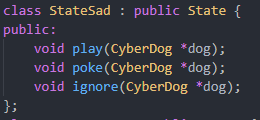 class StateSad : public State {
public:
    void play(CyberDog *dog);
    void poke(CyberDog *dog);
    void ignore(CyberDog *dog);
};